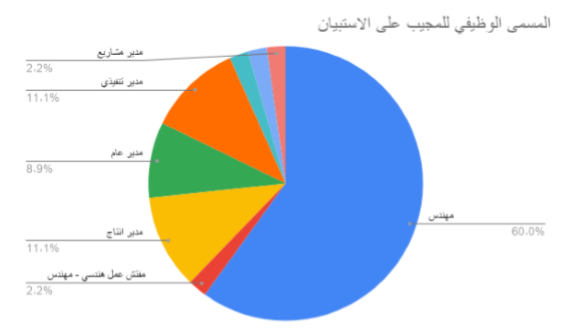 المسمى الوظيفي للمجيب على الاستبيان
مدير مشاريع
2.2%
مدير تنفيذي
11.1%
مدير عام
8.9%
مهندس
60.0%
مدير انتاج
11.1%
مفتش عمل هندسي - مهندس
2.2%